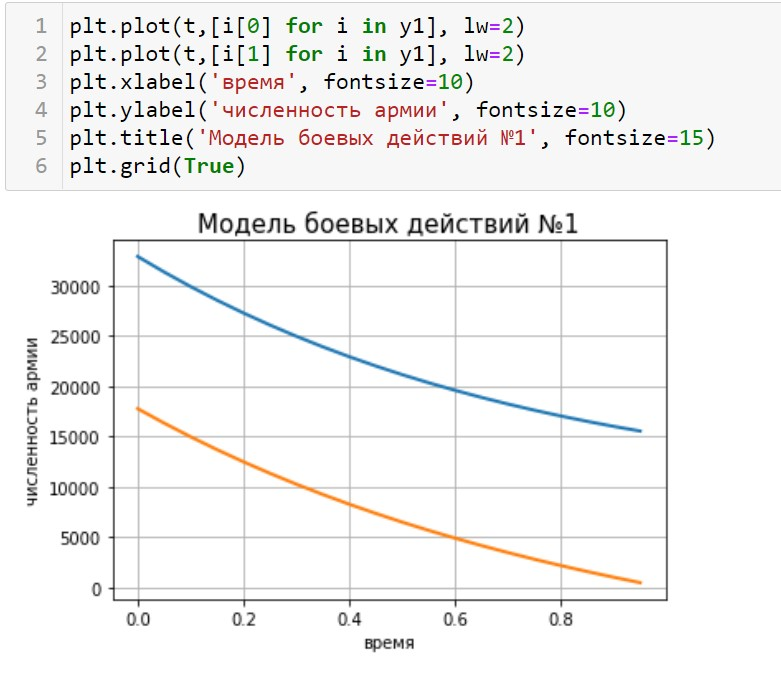 1 plt.plot(t,[i[0] for i in y1], lw=2)
2 plt.plot(t,[i[1] for i in y1], lw=2)
3 plt.xlabel('время', fontsize=10)
4 plt.ylabel('численность армии', fontsize=10)
5 plt.title('Модель боевых действий №1', fontsize=15)
6 plt.grid(True)
Модель боевых действий №1
численность армии
30000
25000
20000
15000
10000
5000
0
0.0 0.2 0.4 0.6 0.8
время